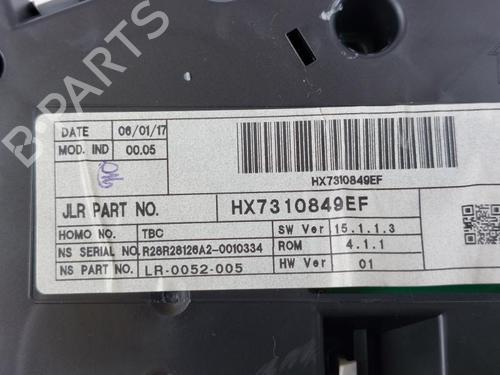 DATE 06/01/17
MOD. IND 00.05
HX7310849EF
JLR PART NO. HX7310849EF
HOMO NO. TBC SW Ver 15.1.1.3
NS SERIAL NO. R28R28126A2-0010334 ROM 4.1.1
NS PART NO. LR-0052-005 HW Ver 01
B-PARTS